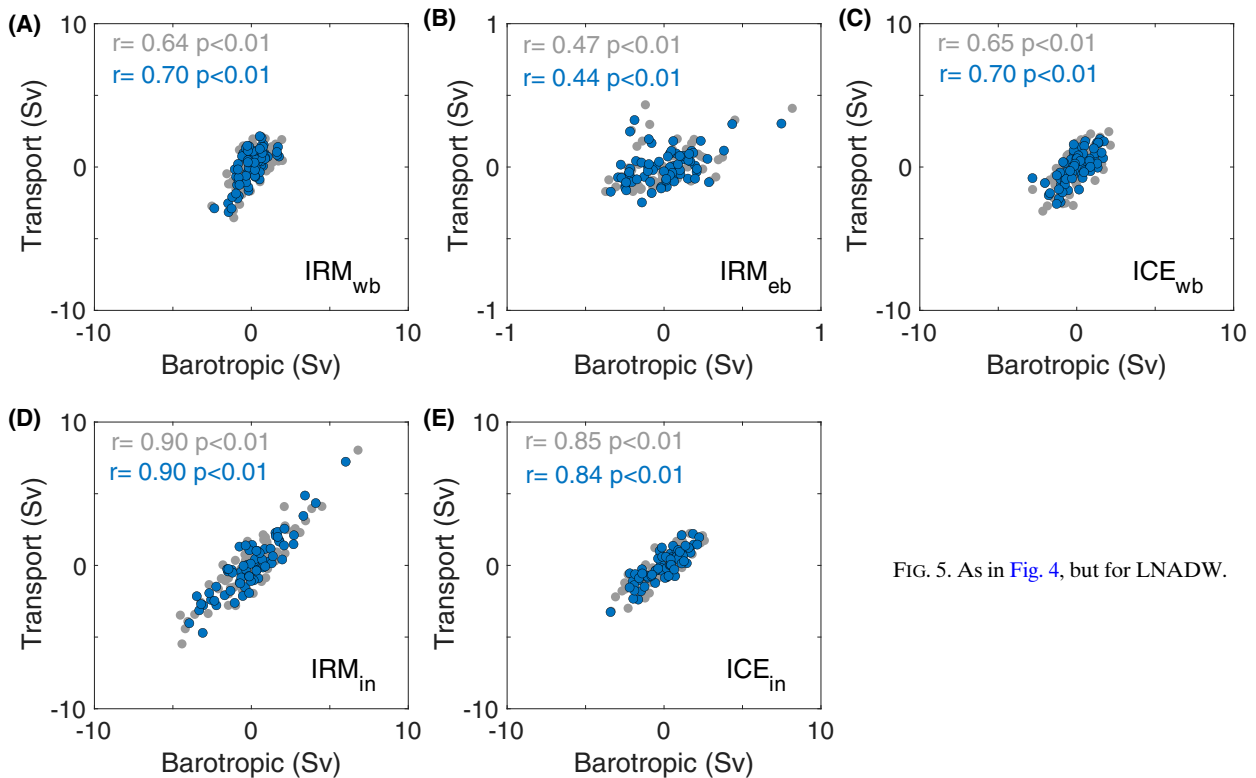 (A)
10
r= 0.64 p<0.01
r= 0.70 p<0.01
Transport (Sv)
0
IRM_wb
-10
-10 0 10
Barotropic (Sv)
(B)
1
r= 0.47 p<0.01
r= 0.44 p<0.01
Transport (Sv)
0
IRM_eb
-1
-1 0 1
Barotropic (Sv)
(C)
10
r= 0.65 p<0.01
r= 0.70 p<0.01
Transport (Sv)
0
ICE_wb
-10
-10 0 10
Barotropic (Sv)
(D)
10
r= 0.90 p<0.01
r= 0.90 p<0.01
Transport (Sv)
0
IRM_in
-10
-10 0 10
Barotropic (Sv)
(E)
10
r= 0.85 p<0.01
r= 0.84 p<0.01
Transport (Sv)
0
ICE_in
-10
-10 0 10
Barotropic (Sv)
FIG. 5. As in Fig. 4, but for LNADW.